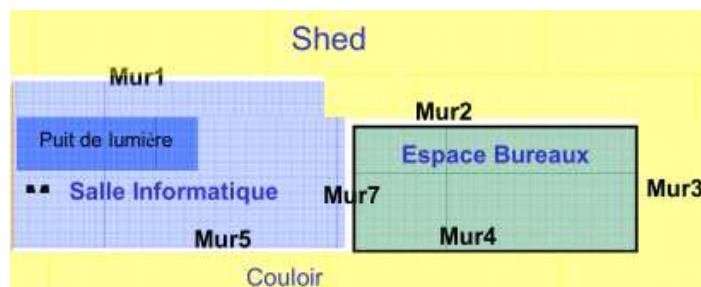 Shed
Mur1
Mur2
Puit de lumière
Espace Bureaux
Salle Informatique
Mur7
Mur3
Mur5
Mur4
Couloir